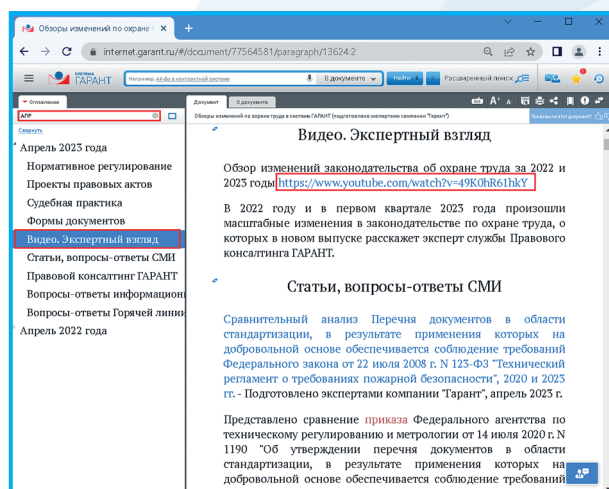 Обзоры изменений по охране т
internet.garant.ru/#/document/77564581/paragraph/13624:2
СИСТЕМА
ГАРАНТ
Например, 44-фз о контрактной системе
В документе
Найти
Расширенный поиск
Оглавление
АПР
Свернуть
Апрель 2023 года
Нормативное регулирование
Проекты правовых актов
Судебная практика
Формы документов
Видео. Экспертный взгляд
Статьи, вопросы-ответы СМИ
Правовой консалтинг ГАРАНТ
Вопросы-ответы информацион
Вопросы-ответы Горячей линии
Апрель 2022 года
Документ
О документе
Обзоры изменений по охране труда в системе ГАРАНТ (подготовлено экспертами компании "Гарант")
Видео. Экспертный взгляд
Обзор изменений законодательства об охране труда за 2022 и
2023 годы https://www.youtube.com/watch?v=49K0hR61hkY
В 2022 году и в первом квартале 2023 года произошли
масштабные изменения в законодательстве по охране труда, о
которых в новом выпуске расскажет эксперт службы Правового
консалтинга ГАРАНТ.
Статьи, вопросы-ответы СМИ
Сравнительный анализ Перечня документов в области
стандартизации, в результате применения которых на
добровольной основе обеспечивается соблюдение требований
Федерального закона от 22 июля 2008 г. N 123-ФЗ "Технический
регламент о требованиях пожарной безопасности", 2020 и 2023
гг. - Подготовлено экспертами компании "Гарант", апрель 2023 г.
Представлено сравнение приказа Федерального агентства по
техническому регулированию и метрологии от 14 июля 2020 г. N
1190 "Об утверждении перечня документов в области
стандартизации, в результате применения которых на
добровольной основе обеспечивается соблюдение требований